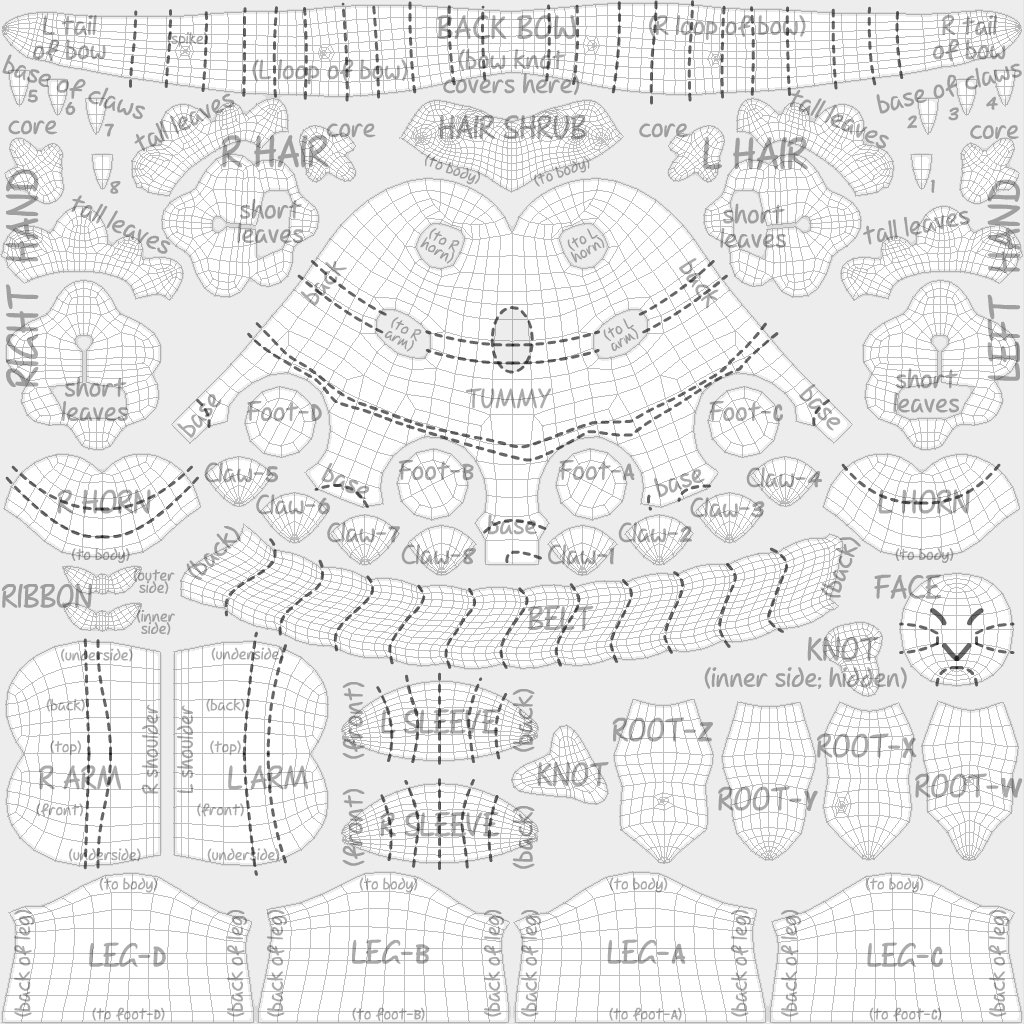 L tail
of bow
spike
(L loop of bow)
BACK BOW
(bow knot
covers here)
(R loop of bow)
R tail
of bow
base of claws
5
6
7
8
base of claws
4
3
2
1
core
tall leaves
R HAIR
core
HAIR SHRUB
(to body)
(to body)
core
L HAIR
tall leaves
core
RIGHT HAND
tall leaves
short
leaves
short
leaves
tall leaves
LEFT HAND
(to R
horn)
(to L
horn)
back
back
(to R
arm)
(to L
arm)
TUMMY
short
leaves
short
leaves
base
Foot-D
Foot-C
base
base
Foot-B
Foot-A
base
base
R HORN
(to body)
Claw-5
Claw-6
Claw-7
Claw-8
Claw-1
Claw-2
Claw-3
Claw-4
L HORN
(to body)
RIBBON
(outer
side)
(inner
side)
(back)
BELT
(back)
FACE
KNOT
(inner side; hidden)
(underside)
(back)
(top)
R ARM
(front)
(underside)
R shoulder
L shoulder
(underside)
(back)
(top)
L ARM
(front)
(underside)
(front)
L SLEEVE
(back)
(front)
R SLEEVE
(back)
KNOT
ROOT-Z
ROOT-Y
ROOT-X
ROOT-W
(back of leg)
(to body)
LEG-D
(to foot-D)
(back of leg)
(back of leg)
(to body)
LEG-B
(to foot-B)
(back of leg)
(back of leg)
(to body)
LEG-A
(to foot-A)
(back of leg)
(back of leg)
(to body)
LEG-C
(to foot-C)
(back of leg)